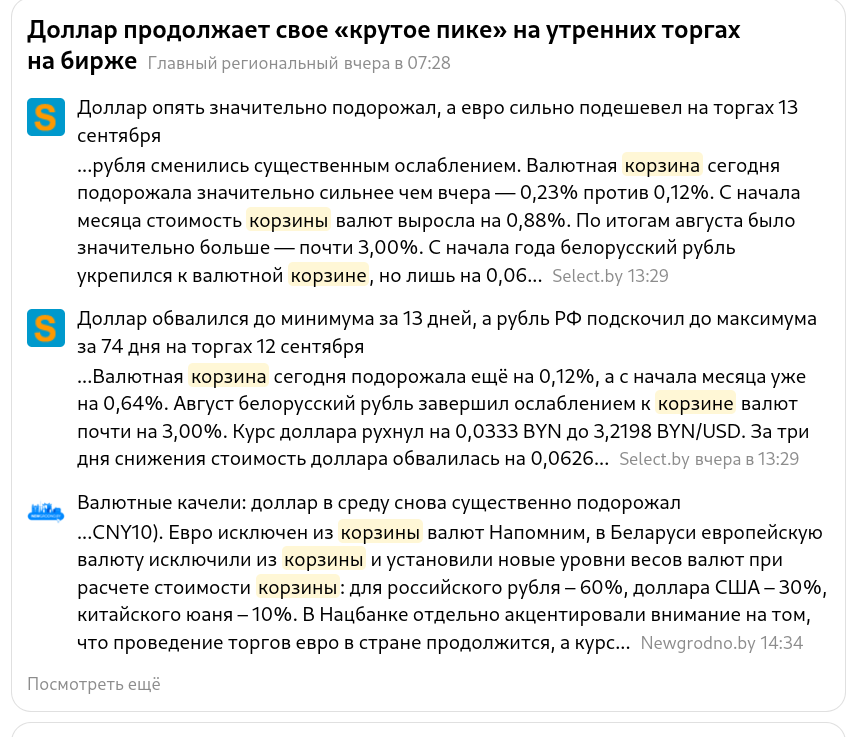 Доллар продолжает свое «крутое пике» на утренних торгах
на бирже Главный региональный вчера в 07:28
S
Доллар опять значительно подорожал, а евро сильно подешевел на торгах 13
сентября
...рубля сменились существенным ослаблением. Валютная корзина сегодня
подорожала значительно сильнее чем вчера — 0,23% против 0,12%. С начала
месяца стоимость корзины валют выросла на 0,88%. По итогам августа было
значительно больше — почти 3,00%. С начала года белорусский рубль
укрепился к валютной корзине, но лишь на 0,06... Select.by 13:29
S
Доллар обвалился до минимума за 13 дней, а рубль РФ подскочил до максимума
за 74 дня на торгах 12 сентября
...Валютная корзина сегодня подорожала ещё на 0,12%, а с начала месяца уже
на 0,64%. Август белорусский рубль завершил ослаблением к корзине валют
почти на 3,00%. Курс доллара рухнул на 0,0333 BYN до 3,2198 BYN/USD. За три
дня снижения стоимость доллара обвалилась на 0,0626... Select.by вчера в 13:29
Валютные качели: доллар в среду снова существенно подорожал
...CNY10). Евро исключен из корзины валют Напомним, в Беларуси европейскую
валюту исключили из корзины и установили новые уровни весов валют при
расчете стоимости корзины: для российского рубля – 60%, доллара США – 30%,
китайского юаня – 10%. В Нацбанке отдельно акцентировали внимание на том,
что проведение торгов евро в стране продолжится, а курс... Newgrodno.by 14:34
Посмотреть ещё